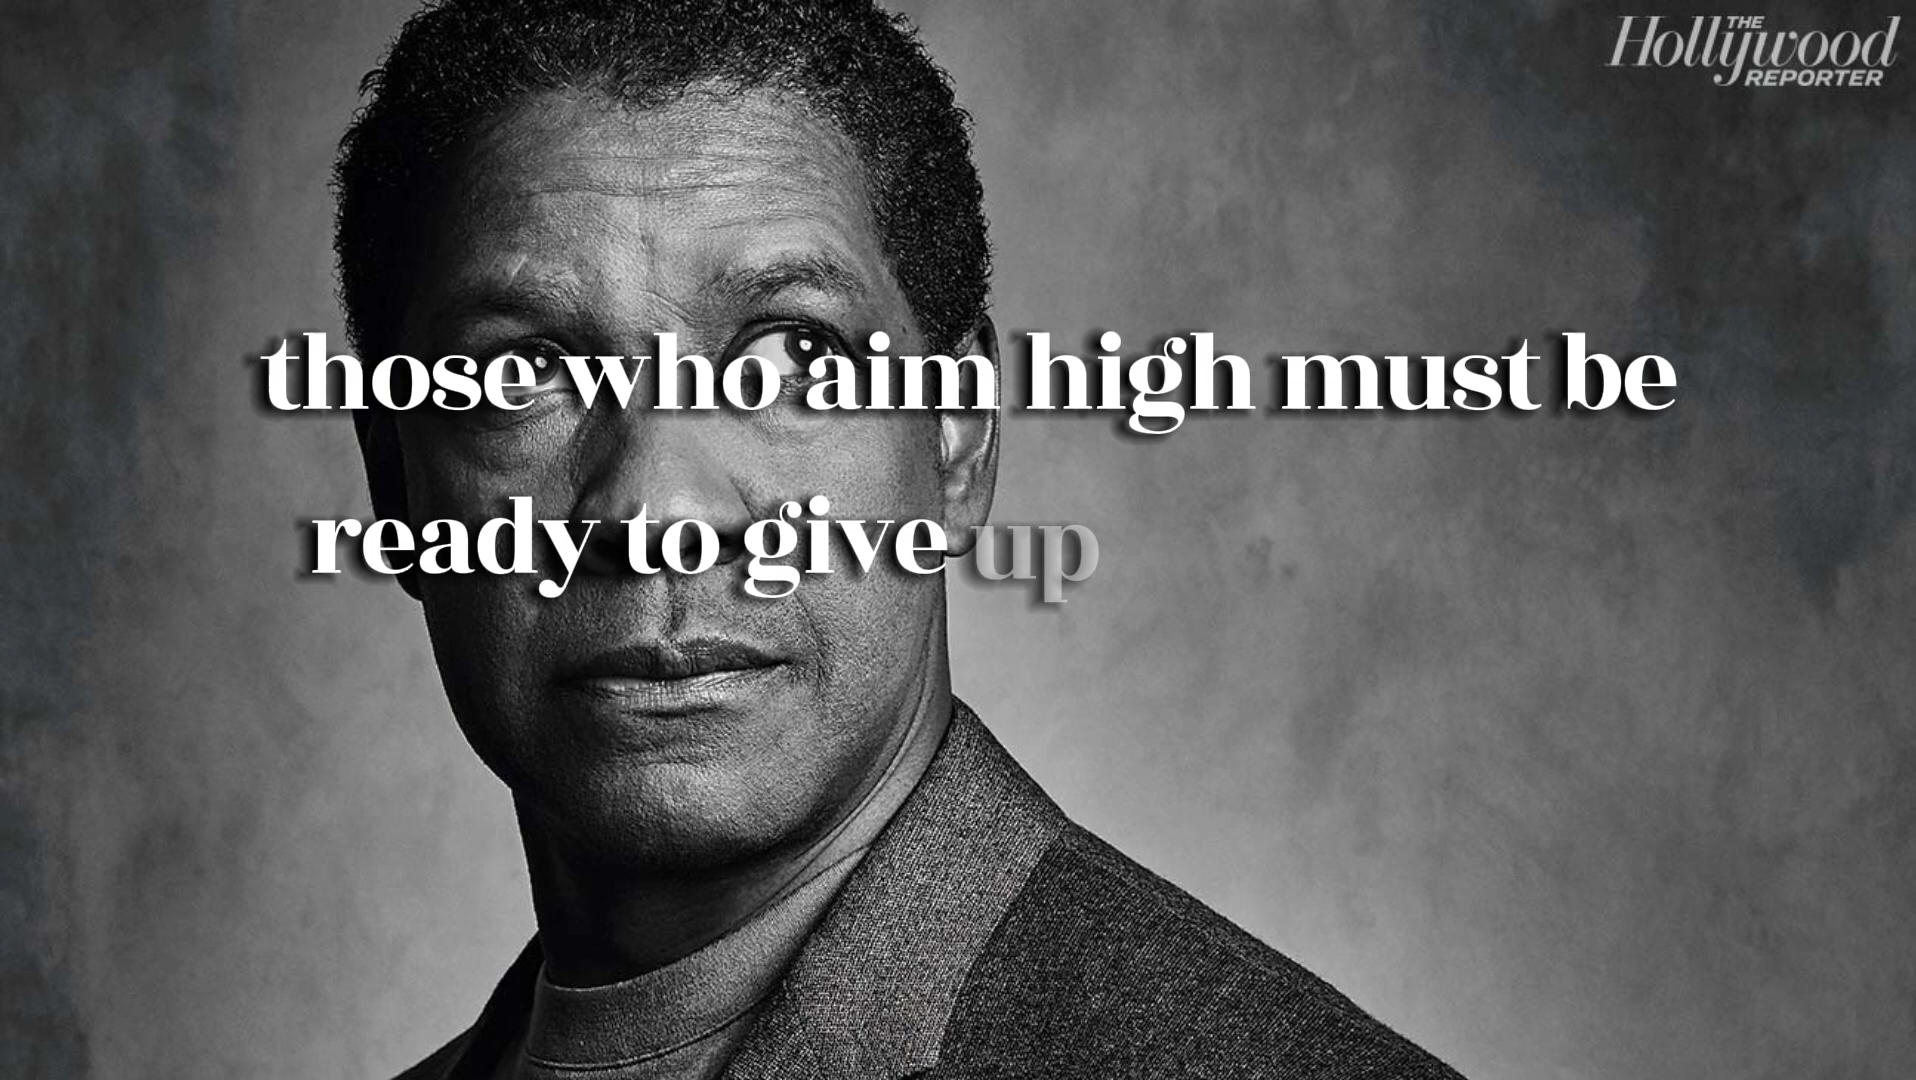 THE
Hollywood
REPORTER
those who aim high must be
ready to give up